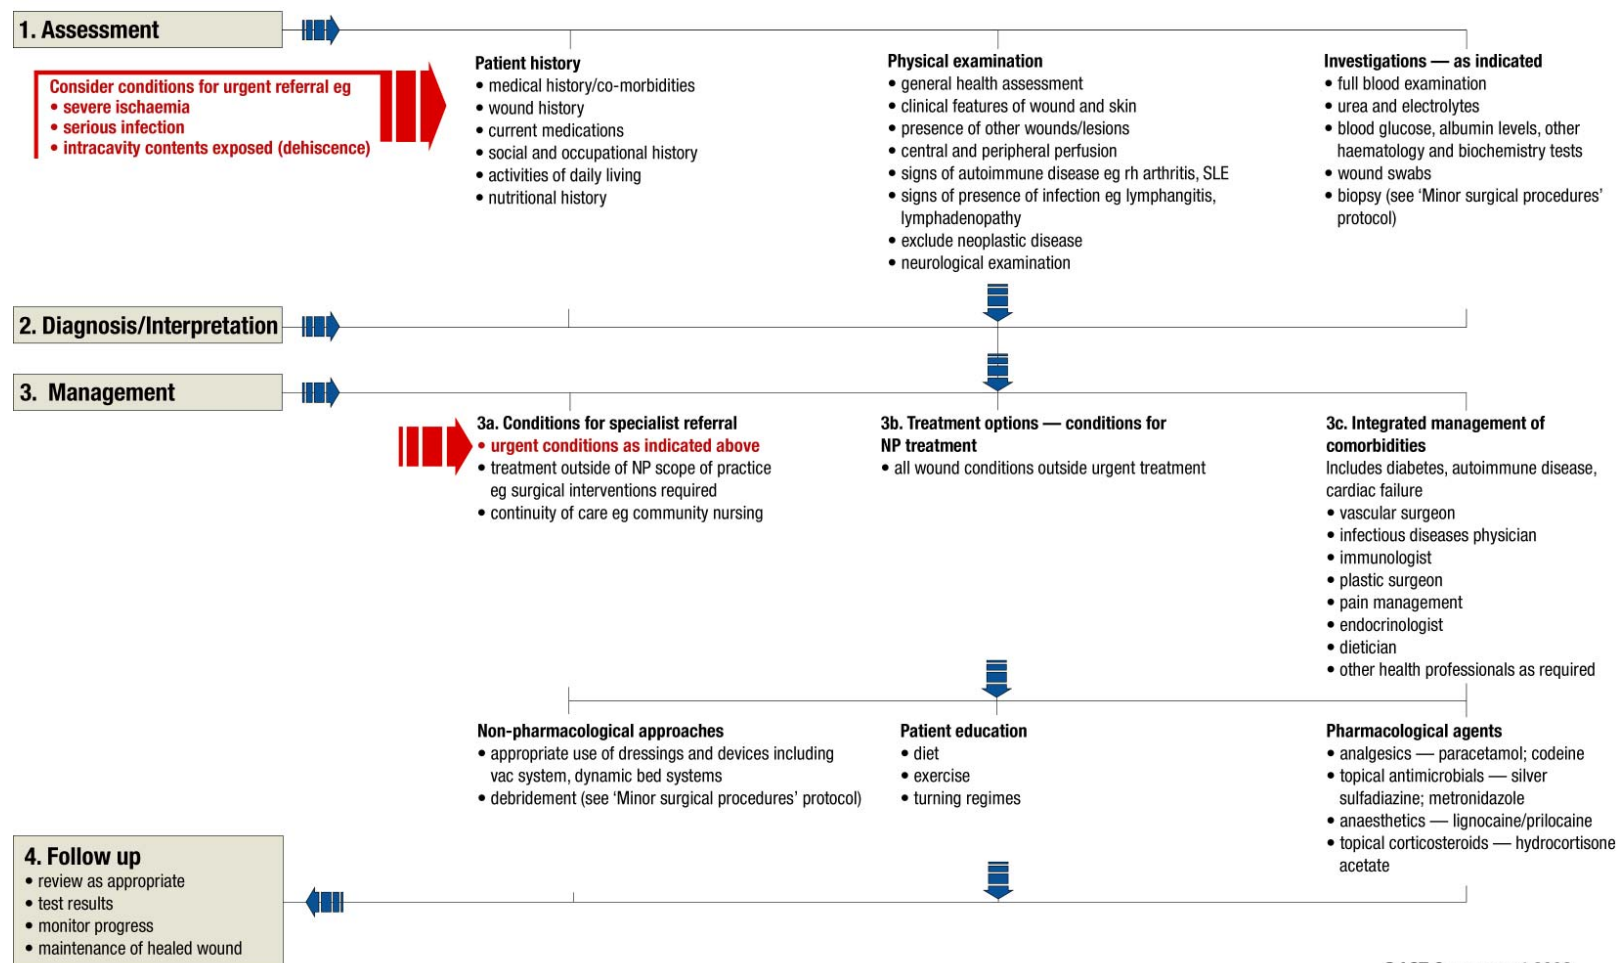 1. Assessment
Consider conditions for urgent referral eg
• severe ischaemia
• serious infection
• intracavity contents exposed (dehiscence)
Patient history
• medical history/co-morbidities
• wound history
• current medications
• social and occupational history
• activities of daily living
• nutritional history
Physical examination
• general health assessment
• clinical features of wound and skin
• presence of other wounds/lesions
• central and peripheral perfusion
• signs of autoimmune disease eg rh arthritis, SLE
• signs of presence of infection eg lymphangitis,
lymphadenopathy
• exclude neoplastic disease
• neurological examination
Investigations — as indicated
• full blood examination
• urea and electrolytes
• blood glucose, albumin levels, other
haematology and biochemistry tests
• wound swabs
• biopsy (see ‘Minor surgical procedures’
protocol)
2. Diagnosis/Interpretation
3. Management
3a. Conditions for specialist referral
• urgent conditions as indicated above
• treatment outside of NP scope of practice
eg surgical interventions required
• continuity of care eg community nursing
3b. Treatment options — conditions for
NP treatment
• all wound conditions outside urgent treatment
3c. Integrated management of
comorbidities
Includes diabetes, autoimmune disease,
cardiac failure
• vascular surgeon
• infectious diseases physician
• immunologist
• plastic surgeon
• pain management
• endocrinologist
• dietician
• other health professionals as required
Non-pharmacological approaches
• appropriate use of dressings and devices including
vac system, dynamic bed systems
• debridement (see ‘Minor surgical procedures’ protocol)
Patient education
• diet
• exercise
• turning regimes
Pharmacological agents
• analgesics — paracetamol; codeine
• topical antimicrobials — silver
sulfadiazine; metronidazole
• anaesthetics — lignocaine/prilocaine
• topical corticosteroids — hydrocortisone
acetate
4. Follow up
• review as appropriate
• test results
• monitor progress
• maintenance of healed wound